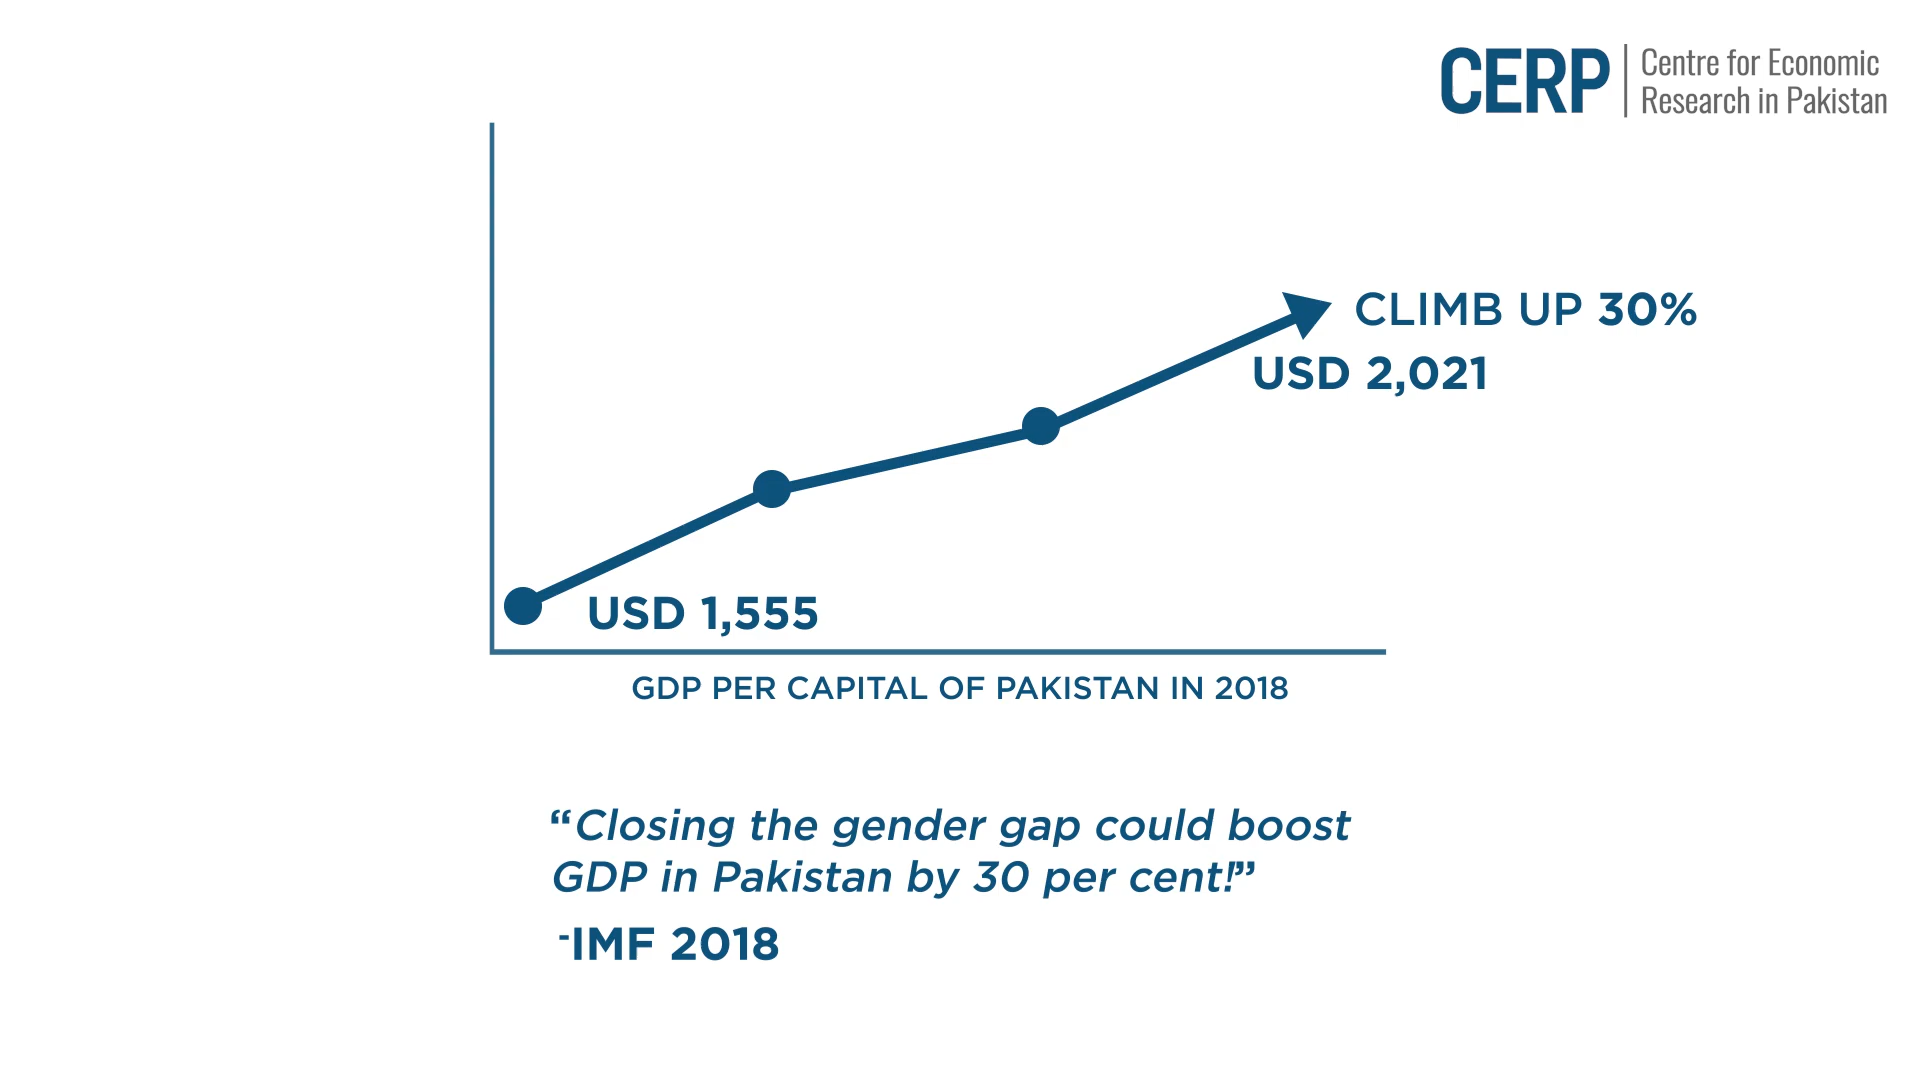 CERP
Centre for Economic
Research in Pakistan
CLIMB UP 30%
USD 2,021
USD 1,555
GDP PER CAPITAL OF PAKISTAN IN 2018
“Closing the gender gap could boost
GDP in Pakistan by 30 per cent!”
-IMF 2018